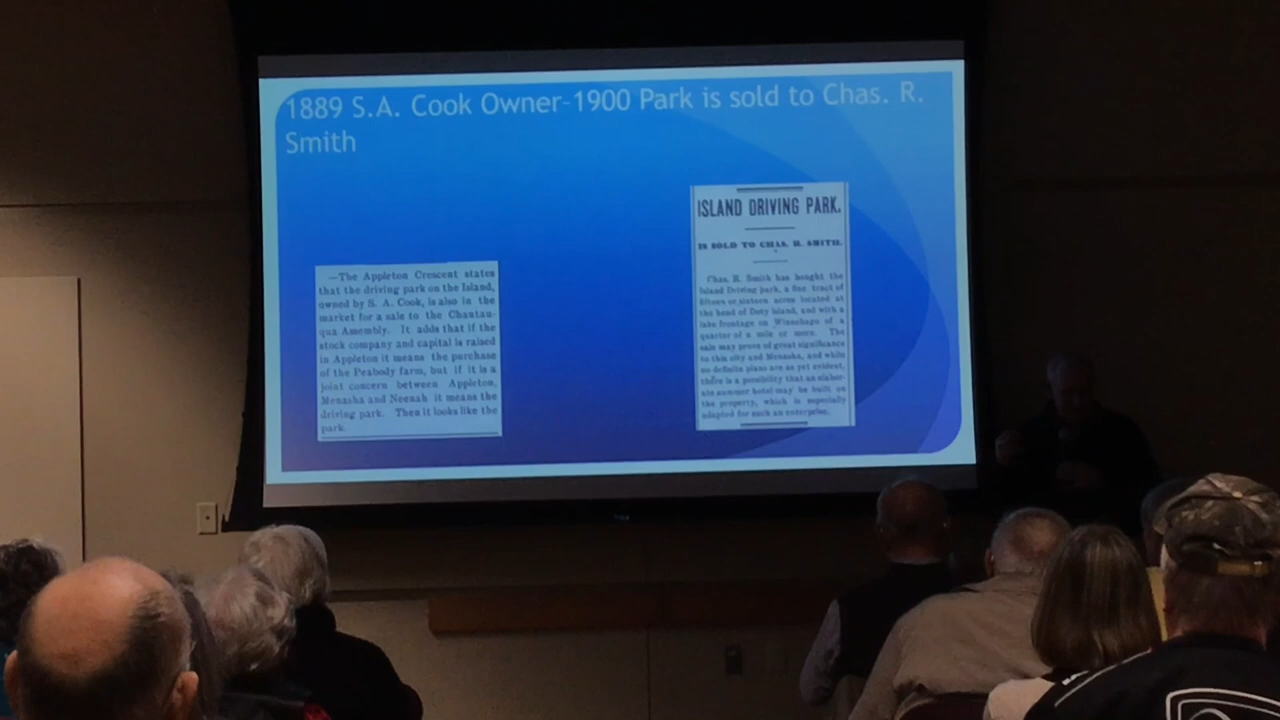 1889 S.A. Cook Owner-1900 Park is sold to Chas. R.
Smith
—The Appleton Crescent states
that the driving park on the Island,
owned by S. A. Cook, is also in the
market for a sale to the Chautau-
qua Amembly. It adds that if the
stock company and capital is raised
in Appleton it means the purchase
of the Peabody farm, but if it is a
joint concern between Appleton,
Menasha and Neenah it means the
driving park. Then it looks like the
park.
ISLAND DRIVING PARK.
IS SOLD TO CHAS. R. SMITH.
Chas. R. Smith has bought the
Island Driving park, a fine tract of
fifteen or sixteen acres located at
the head of Doty Island, and with a
lake frontage on Winnebago of a
quarter of a mile or more. The
sale may prove of great significance
to this city and Menasha, and while
no definite plans are as yet evident,
there is a possibility that an elabor-
ate summer hotel may be built on
the property, which is especially
adapted for such an enterprise.